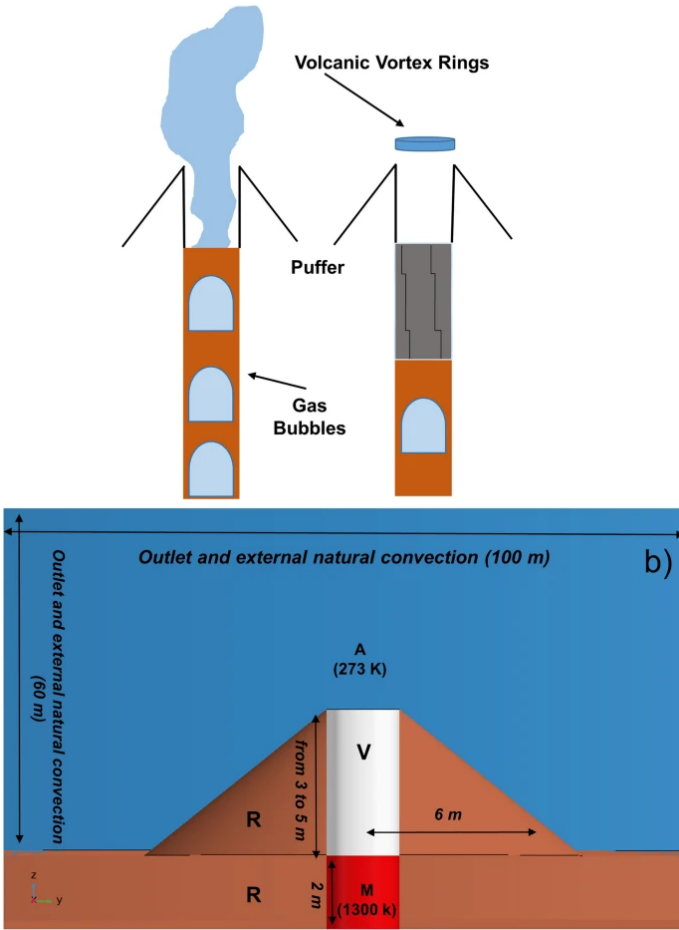 Volcanic Vortex Rings
Puffer
Gas
Bubbles
Outlet and external natural convection (100 m)
b)
Outlet and external natural convection
(60 m)
A
(273 K)
V
from 3 to 5 m
6 m
R
R
2 m
M
(1300 k)
z
x
y